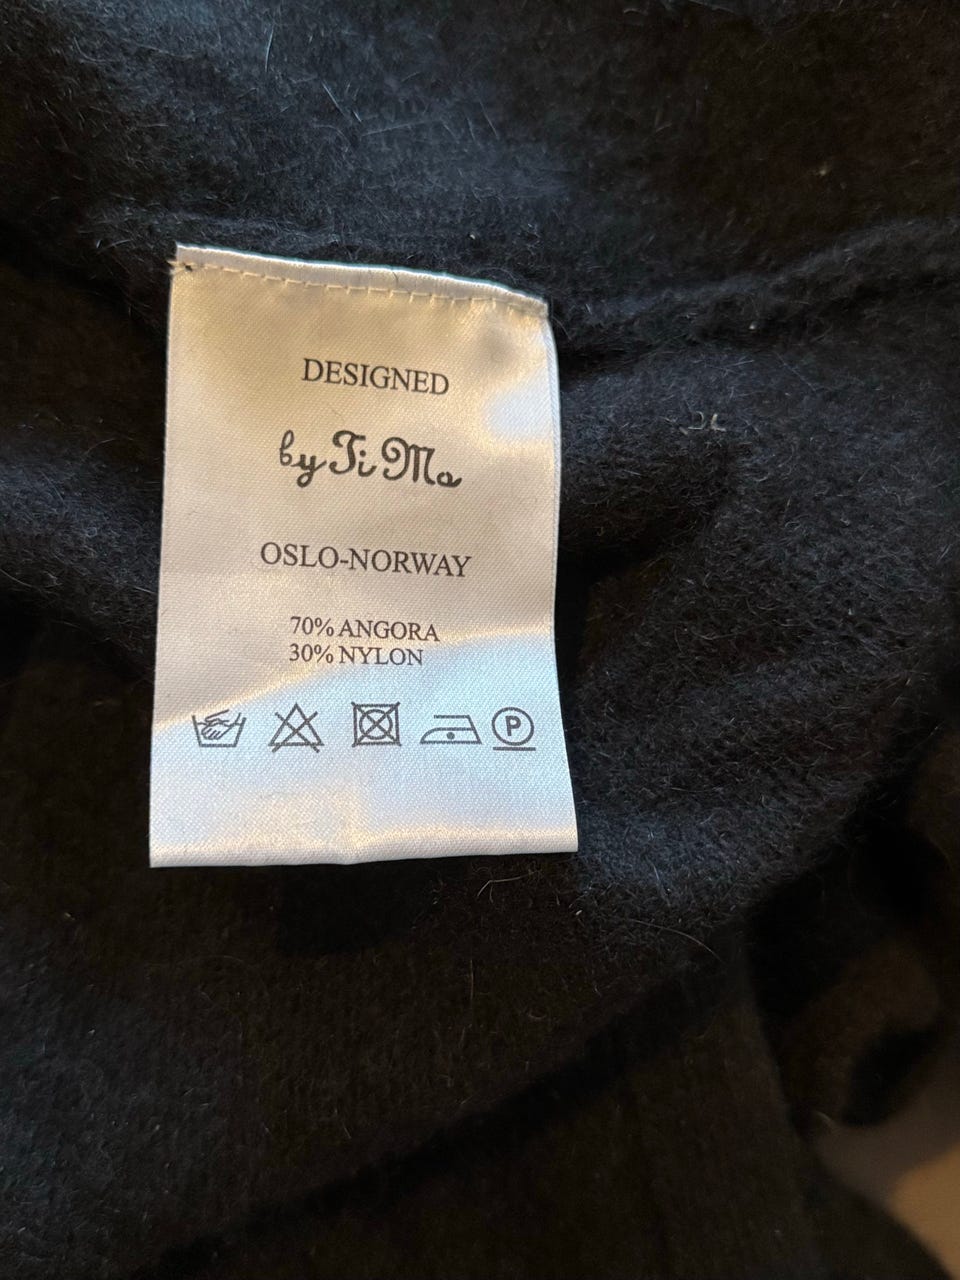 DESIGNED
by Ti Mo
OSLO-NORWAY
70% ANGORA
30% NYLON
P